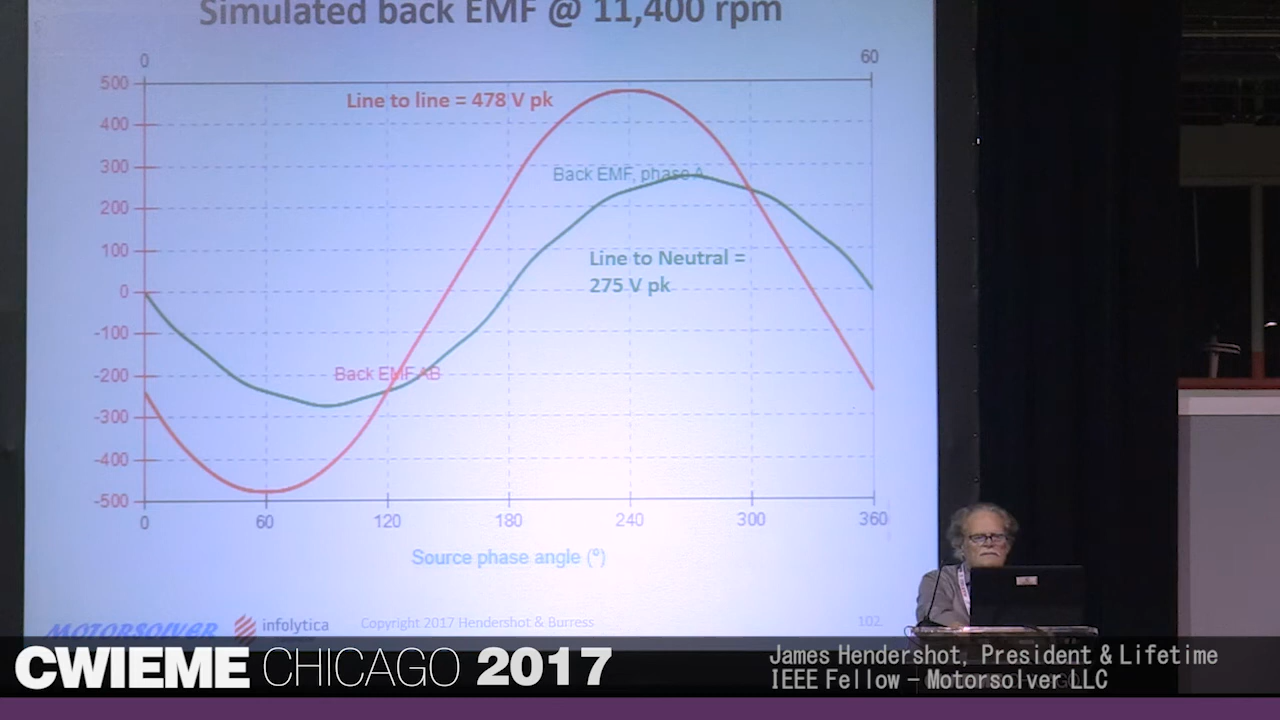 Simulated back EMF @ 11,400 rpm
0
60
500
400
300
200
100
0
-100
-200
-300
-400
-500
Line to line = 478 V pk
Back EMF, phase A
Line to Neutral =
275 V pk
Back EMF AB
0
60
120
180
240
300
360
Source phase angle (°)
MOTORSOLVER
infolytica
Copyright 2017 Hendershot & Burress
102
CWIEME CHICAGO 2017
James Hendershot, President & Lifetime
IEEE Fellow – Motorsolver LLC